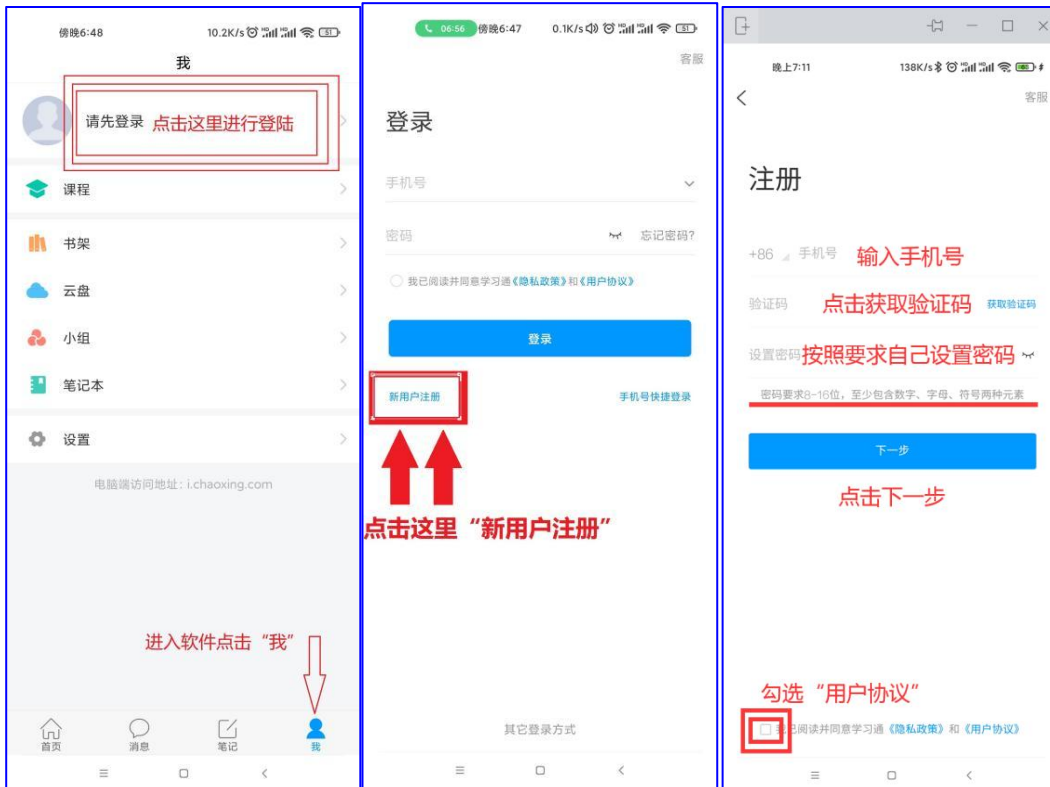 傍晚6:48 10.2K/s HD HD 51
我
请先登录 点击这里进行登陆
课程
书架
云盘
小组
笔记本
设置
电脑端访问地址：i.chaoxing.com
进入软件点击“我”
首页 消息 笔记 我
06:56 傍晚6:47 0.1K/s HD HD 51
客服
登录
手机号
密码 忘记密码?
我已阅读并同意学习通《隐私政策》和《用户协议》
登录
新用户注册 手机号快捷登录
点击这里“新用户注册”
其它登录方式
晚上7:11 138K/s
客服
注册
+86 手机号 输入手机号
验证码 点击获取验证码 获取验证码
设置密码 按照要求自己设置密码
密码要求8-16位，至少包含数字、字母、符号两种元素
下一步
点击下一步
勾选“用户协议”
我已阅读并同意学习通《隐私政策》和《用户协议》